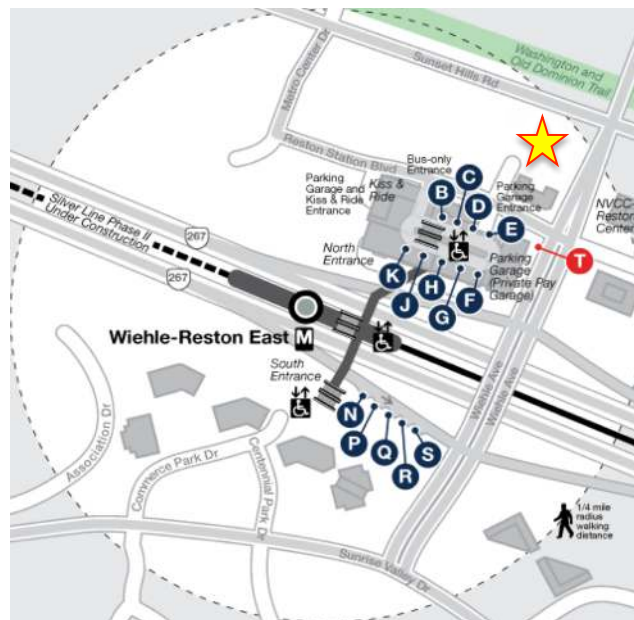 Metro Center Dr
Sunset Hills Rd
Washington and
Old Dominion Trail
Reston Station Blvd
Bus-only
Entrance
C
B
D
E
Parking
Garage and
Kiss & Ride
Entrance
Kiss &
Ride
Parking
Garage
Entrance
NVCC-
Reston
Center
T
Silver Line Phase II
Under Construction
267
267
North
Entrance
K
J
H
G
F
Parking
Garage
(Private Pay
Garage)
Wiehle-Reston East M
South
Entrance
Wiehle Ave
Wiehle Ave
N
P
Q
R
S
Association Dr
Commerce Park Dr
Centennial Park Dr
Sunrise Valley Dr
1/4 mile
radius
walking
distance